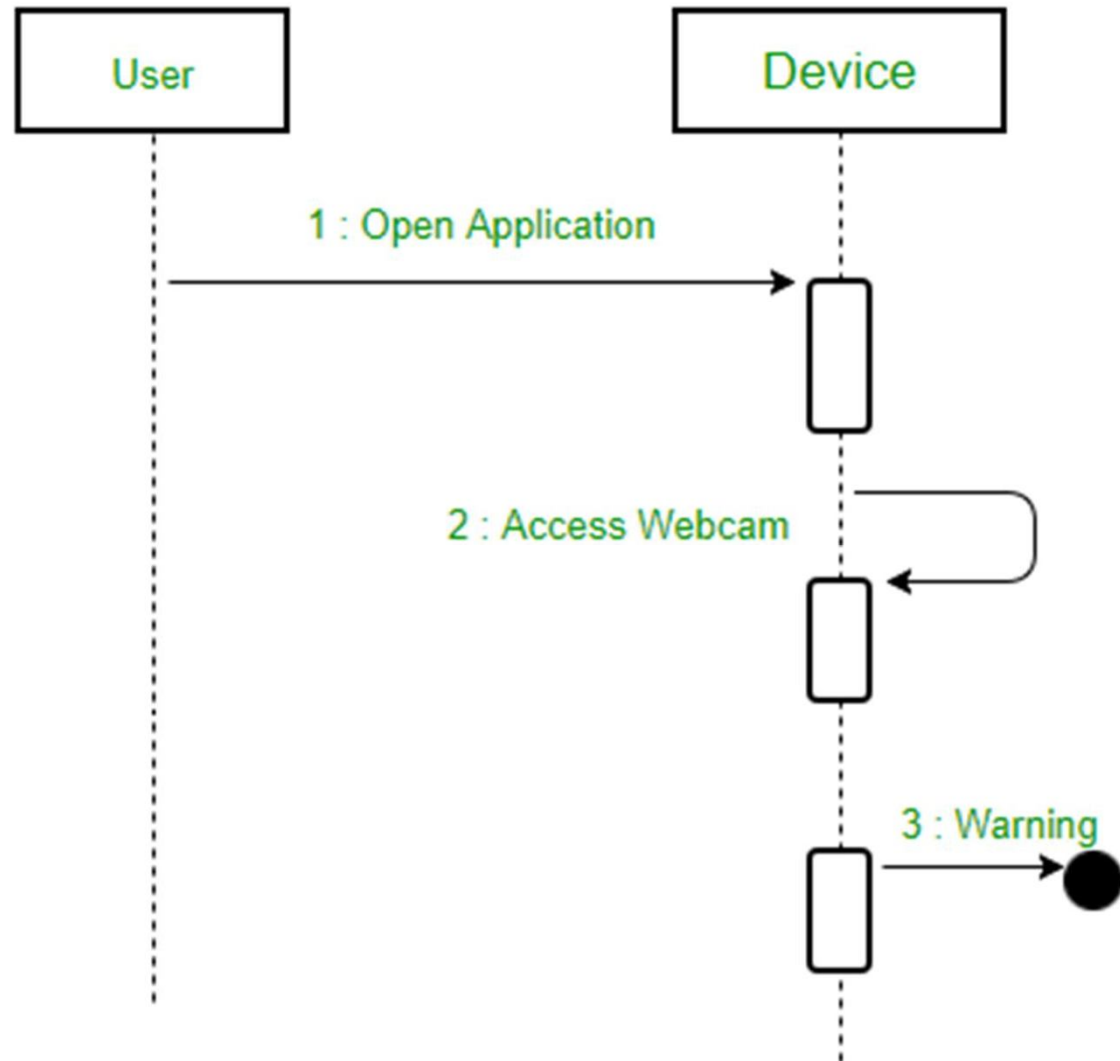 User
Device
1 : Open Application
2 : Access Webcam
3 : Warning